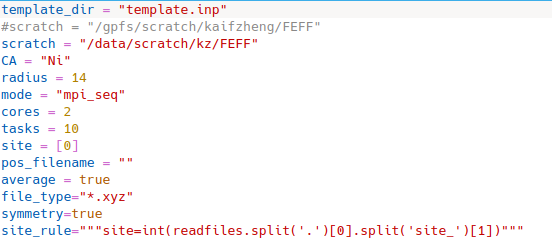 template_dir = "template.inp"
#scratch = "/gpfs/scratch/kaifzheng/FEFF"
scratch = "/data/scratch/kz/FEFF"
CA = "Ni"
radius = 14
mode = "mpi_seq"
cores = 2
tasks = 10
site = [0]
pos_filename = ""
average = true
file_type="*.xyz"
symmetry=true
site_rule="""site=int(readfiles.split('.')[0].split('site_')[1])"""